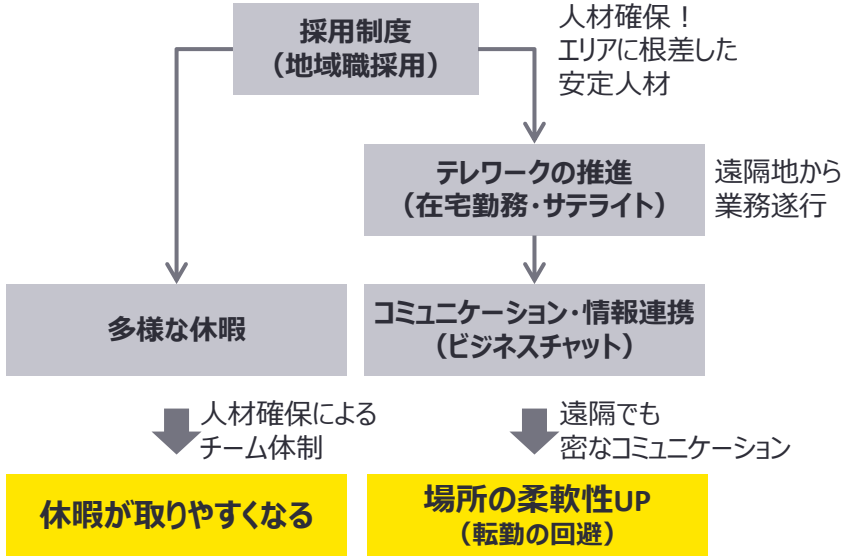 採用制度
（地域職採用）
人材確保！
エリアに根差した
安定人材
テレワークの推進
（在宅勤務・サテライト）
遠隔地から
業務遂行
多様な休暇
コミュニケーション・情報連携
（ビジネスチャット）
人材確保による
チーム体制
遠隔でも
密なコミュニケーション
休暇が取りやすくなる
場所の柔軟性UP
（転勤の回避）